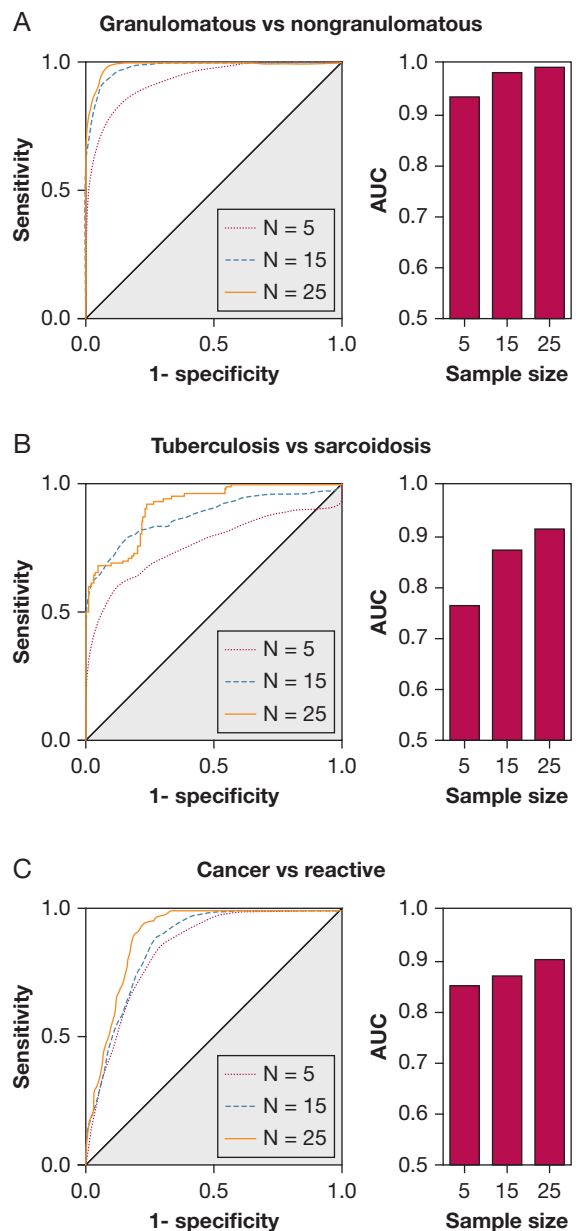 A Granulomatous vs nongranulomatous
Sensitivity
1.0
0.5
0.0
0.0 0.5 1.0
1- specificity
N = 5
N = 15
N = 25
AUC
1.0
0.9
0.8
0.7
0.6
0.5
5 15 25
Sample size
B Tuberculosis vs sarcoidosis
Sensitivity
1.0
0.5
0.0
0.0 0.5 1.0
1- specificity
N = 5
N = 15
N = 25
AUC
1.0
0.9
0.8
0.7
0.6
0.5
5 15 25
Sample size
C Cancer vs reactive
Sensitivity
1.0
0.5
0.0
0.0 0.5 1.0
1- specificity
N = 5
N = 15
N = 25
AUC
1.0
0.9
0.8
0.7
0.6
0.5
5 15 25
Sample size